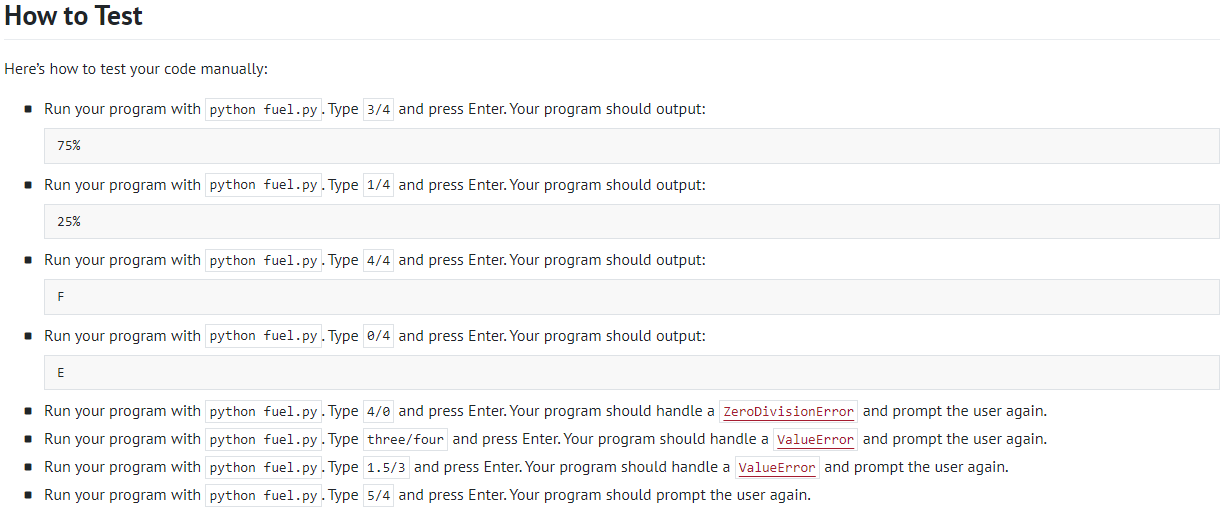 How to Test
Here’s how to test your code manually:
Run your program with python fuel.py. Type 3/4 and press Enter. Your program should output:
75%
Run your program with python fuel.py. Type 1/4 and press Enter. Your program should output:
25%
Run your program with python fuel.py. Type 4/4 and press Enter. Your program should output:
F
Run your program with python fuel.py. Type 0/4 and press Enter. Your program should output:
E
Run your program with python fuel.py. Type 4/0 and press Enter. Your program should handle a ZeroDivisionError and prompt the user again.
Run your program with python fuel.py. Type three/four and press Enter. Your program should handle a ValueError and prompt the user again.
Run your program with python fuel.py. Type 1.5/3 and press Enter. Your program should handle a ValueError and prompt the user again.
Run your program with python fuel.py. Type 5/4 and press Enter. Your program should prompt the user again.